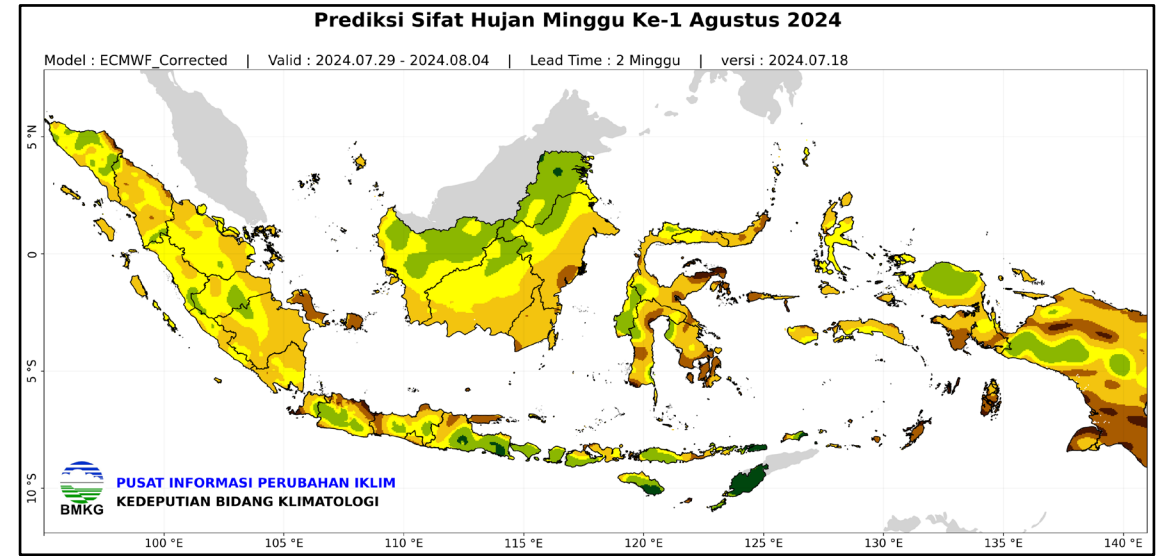 Prediksi Sifat Hujan Minggu Ke-1 Agustus 2024
Model : ECMWF_Corrected | Valid : 2024.07.29 - 2024.08.04 | Lead Time : 2 Minggu | versi : 2024.07.18
5 °N
0
5 °S
10 °S
BMKG
PUSAT INFORMASI PERUBAHAN IKLIM
KEDEPUTIAN BIDANG KLIMATOLOGI
100 °E 105 °E 110 °E 115 °E 120 °E 125 °E 130 °E 135 °E 140 °E